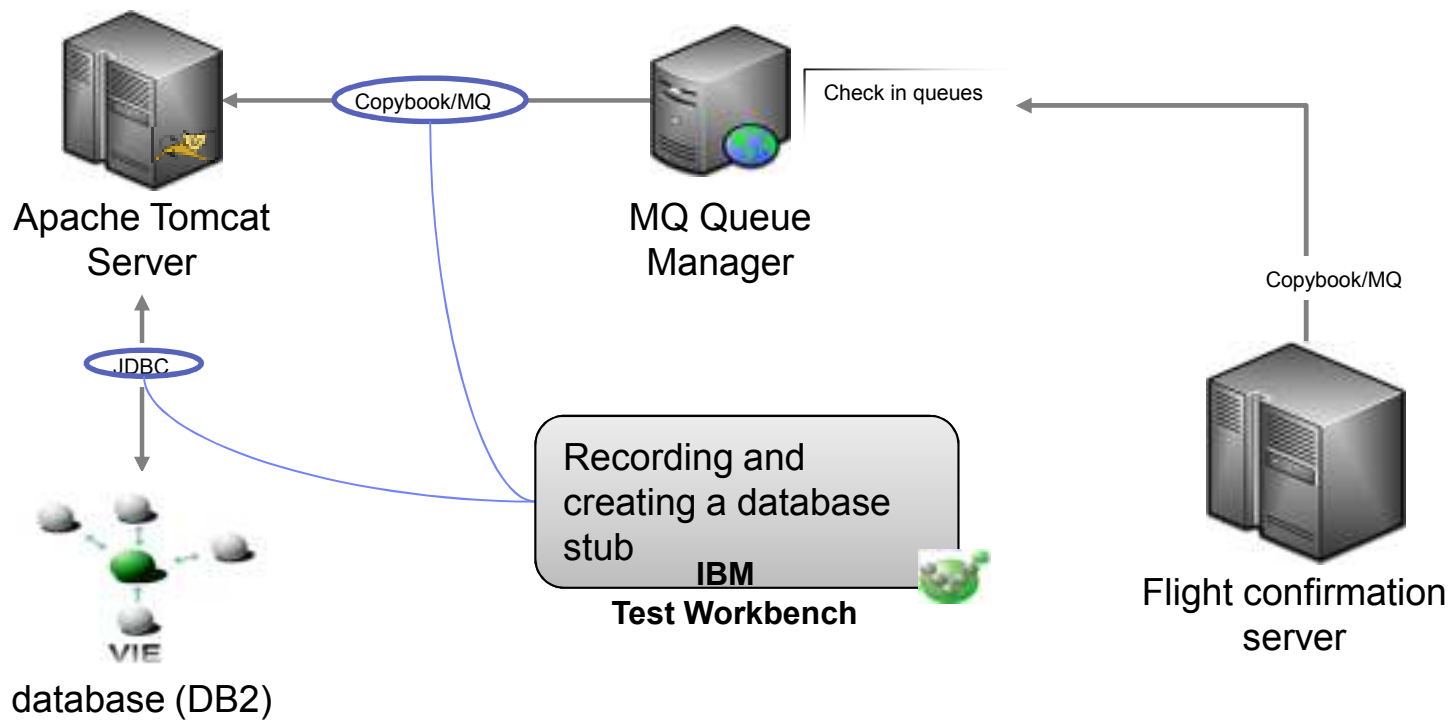 Copybook/MQ
Check in queues
Apache Tomcat
Server
MQ Queue
Manager
Copybook/MQ
JDBC
Recording and
creating a database
stub
IBM
Test Workbench
Flight confirmation
server
VIE
database (DB2)